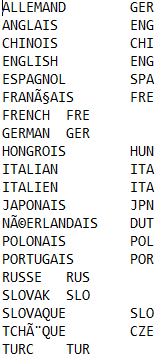 ALLEMAND GER
ANGLAIS ENG
CHINOIS CHI
ENGLISH ENG
ESPAGNOL SPA
FRANÃ§AIS FRE
FRENCH FRE
GERMAN GER
HONGROIS HUN
ITALIAN ITA
ITALIEN ITA
JAPONAIS JPN
NÃ©ERLANDAIS DUT
POLONAIS POL
PORTUGAIS POR
RUSSE RUS
SLOVAK SLO
SLOVAQUE SLO
TCHÃ¨QUE CZE
TURC TUR